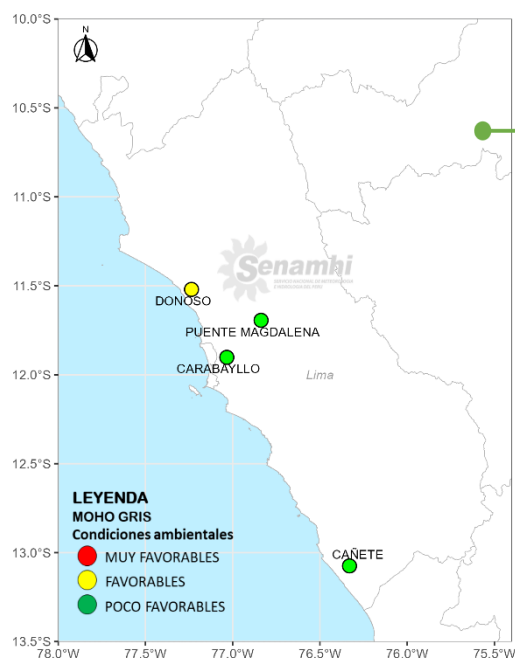 10.0°S
N
10.5°S
11.0°S
11.5°S
12.0°S
12.5°S
13.0°S
13.5°S
Senamhi
DONOSO
PUENTE MAGDALENA
CARABAYLLO
Lima
CAÑETE
LEYENDA
MOHO GRIS
Condiciones ambientales
MUY FAVORABLES
FAVORABLES
POCO FAVORABLES
78.0°W 77.5°W 77.0°W 76.5°W 76.0°W 75.5°W